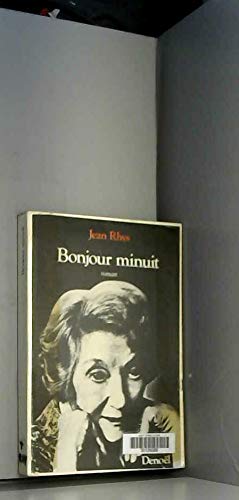 Jean Rhys
Bonjour minuit
roman
Denoël